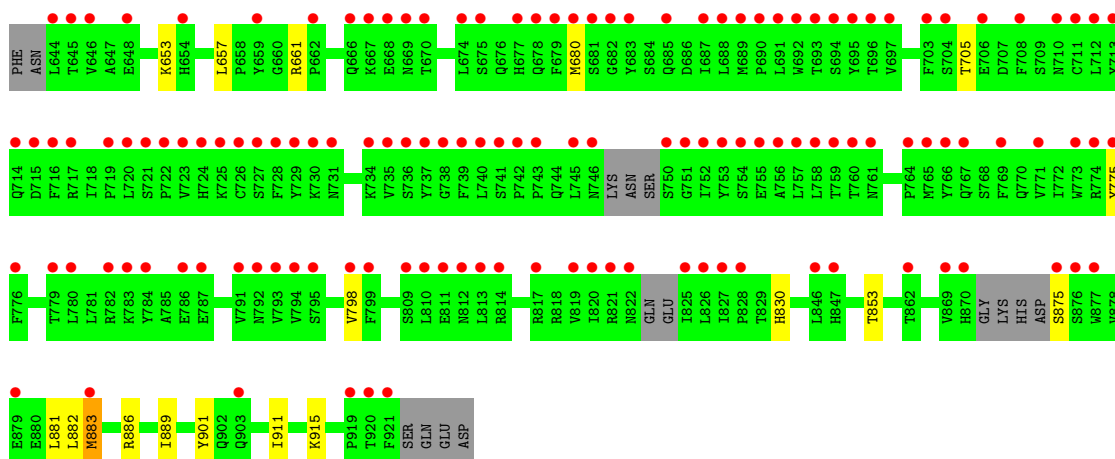 PHE ASN L644 T645 V646 A647 E648 K653 H654 L657 P658 Y659 G660 R661 P662 Q666 K667 E668 N669 T670 L674 S675 Q676 H677 Q678 F679 M680 S681 G682 Y683 S684 Q685 D686 I687 L688 M689 P690 L691 W692 T693 S694 Y695 T696 V697 F703 S704 T705 E706 D707 F708 S709 N710 C711 L712 Y713
Q714 D715 F716 R717 I718 P719 L720 S721 P722 V723 H724 K725 C726 S727 F728 Y729 K730 N731 K734 V735 S736 Y737 G738 F739 L740 S741 P742 P743 Q744 L745 N746 LYS ASN SER S750 G751 I752 Y753 S754 E755 A756 L757 L758 T759 T760 N761 P764 M765 Y766 Q767 S768 F769 Q770 V771 I772 W773 R774 Y775
F776 T779 L780 L781 R782 K783 Y784 A785 E786 E787 V791 N792 V793 V794 S795 V798 F799 S809 L810 E811 N812 L813 R814 R817 R818 V819 I820 R821 N822 GLN GLU I825 L826 I827 P828 T829 H830 L846 H847 T853 T862 V869 H870 GLY LYS HIS ASP S875 S876 W877 V878
E879 E880 L881 L882 M883 R886 I889 Y901 Q902 Q903 I911 K915 P919 T920 F921 SER GLN GLU ASP